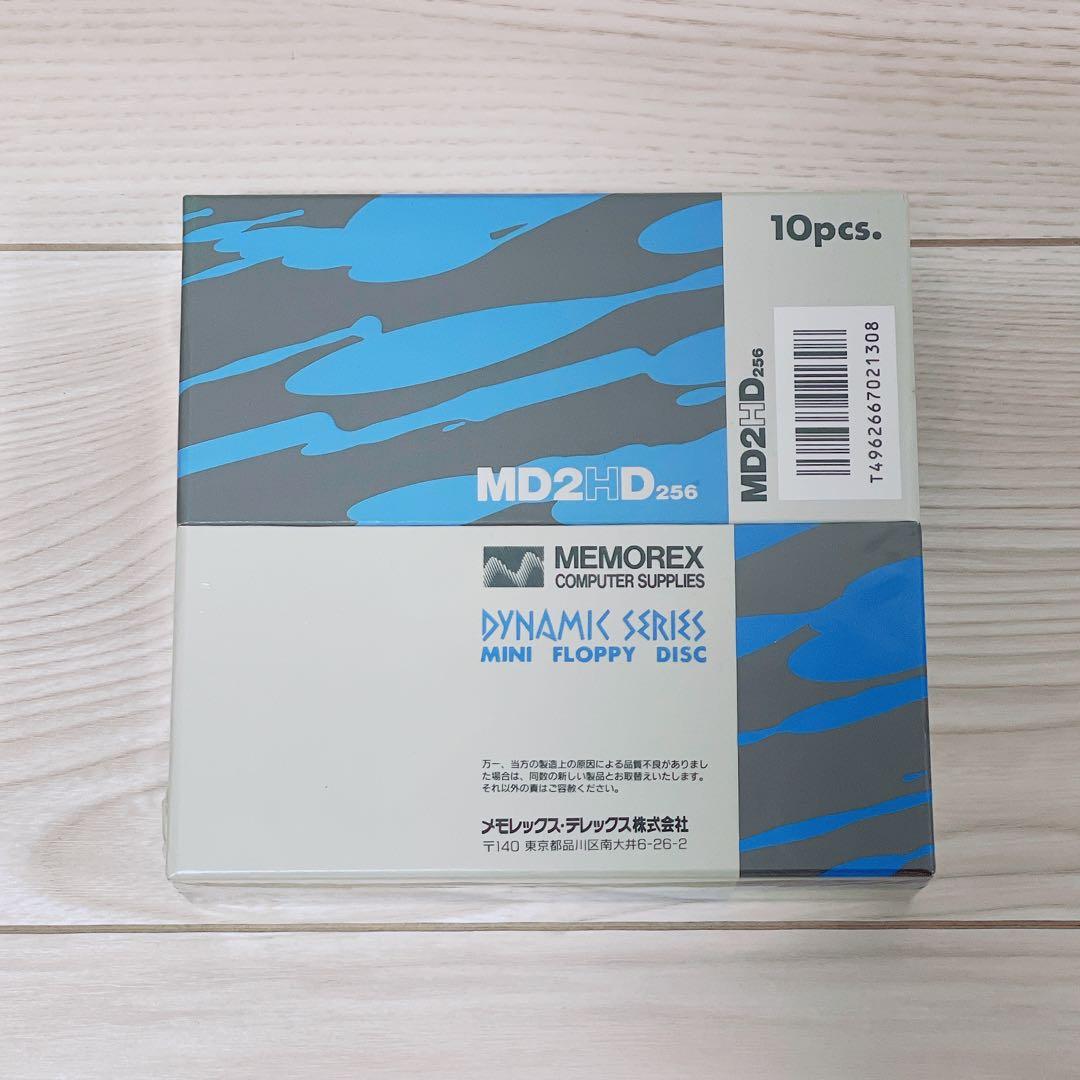 10pcs.
MD2HD256
T4962667021308
MD2HD256
MEMOREX
COMPUTER SUPPLIES
DYNAMIC SERIES
MINI FLOPPY DISC
万一、当方の製造上の原因による品質不良がありまし
た場合は、同数の新しい製品とお取替えいたします。
それ以外の責はご容赦ください。
メモレックス・テレックス株式会社
〒140 東京都品川区南大井6-26-2